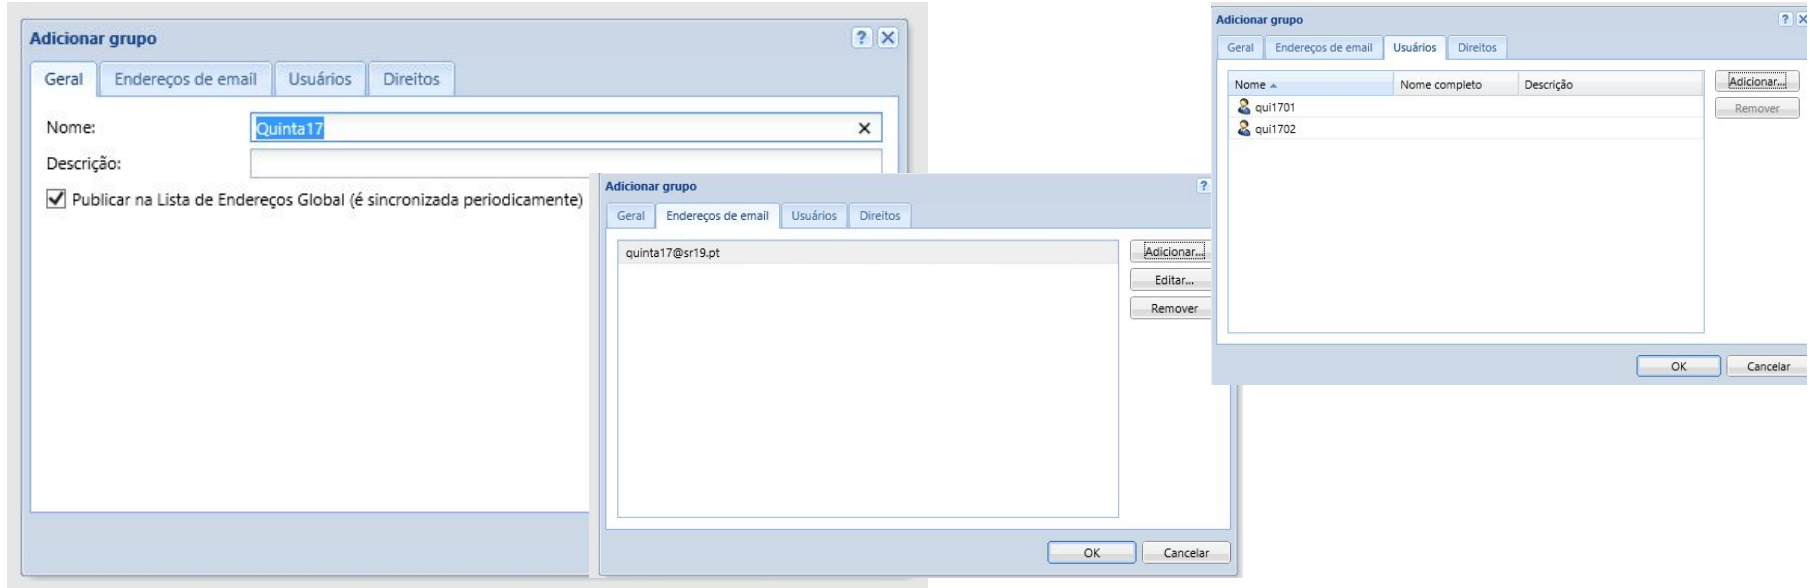 Adicionar grupo
?
Geral Endereços de email Usuários Direitos
Nome: Quinta17
Descrição:
Publicar na Lista de Endereços Global (é sincronizada periodicamente)
Adicionar grupo
?
Geral Endereços de email Usuários Direitos
quinta17@sr19.pt
Adicionar...
Editar...
Remover
OK Cancelar
Adicionar grupo
?
Geral Endereços de email Usuários Direitos
Nome Nome completo Descrição
qui1701
qui1702
Adicionar...
Remover
OK Cancelar